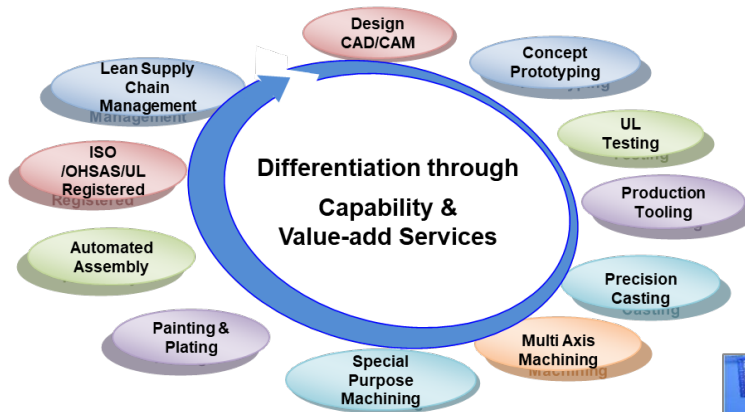 Design
CAD/CAM
Concept
Prototyping
UL
Testing
Production
Tooling
Precision
Casting
Multi Axis
Machining
Special
Purpose
Machining
Painting &
Plating
Automated
Assembly
ISO
/OHSAS/UL
Registered
Lean Supply
Chain
Management
Differentiation through
Capability &
Value-add Services